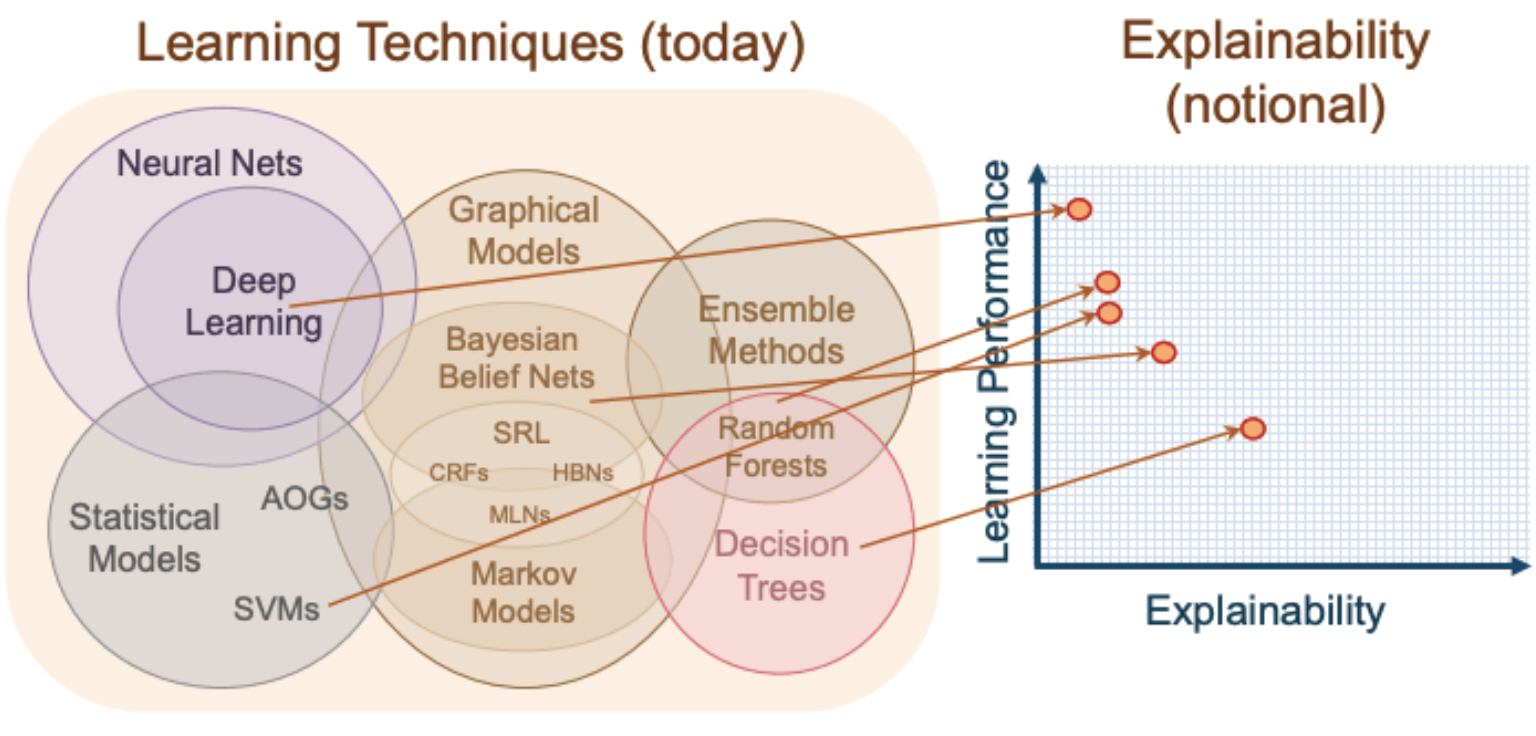 Learning Techniques (today)
Neural Nets
Deep
Learning
Graphical
Models
Bayesian
Belief Nets
SRL
CRFs
HBNs
MLNs
Markov
Models
Ensemble
Methods
Random
Forests
Decision
Trees
Statistical
Models
AOGs
SVMs
Explainability
(notional)
Learning Performance
Explainability